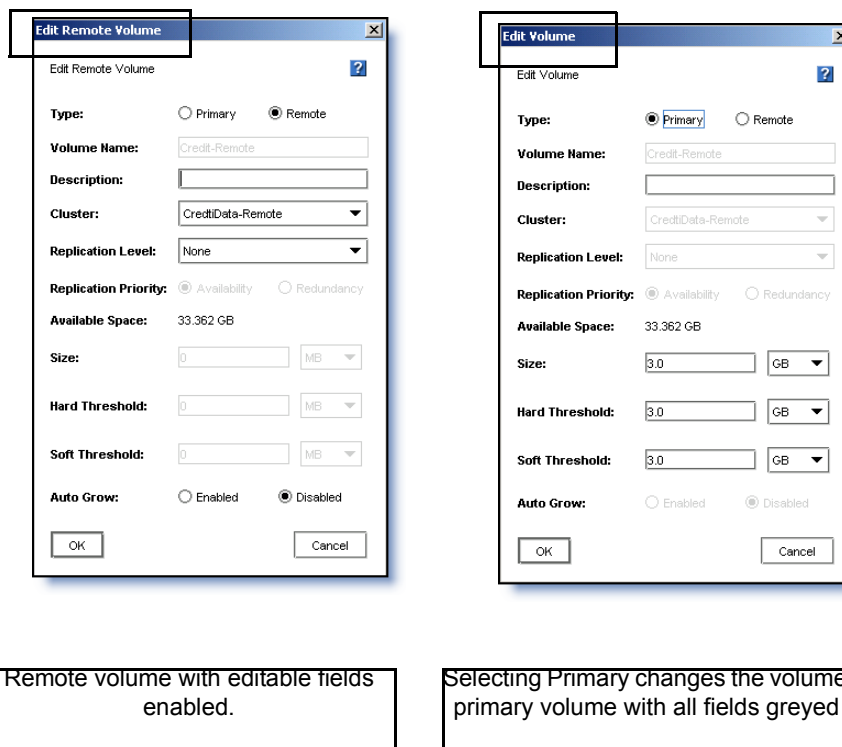 Edit Remote Volume
Edit Remote Volume ?
Type: Primary Remote
Volume Name: Credit-Remote
Description:
Cluster: CredtiData-Remote
Replication Level: None
Replication Priority: Availability Redundancy
Available Space: 33.362 GB
Size: 0 MB
Hard Threshold: 0 MB
Soft Threshold: 0 MB
Auto Grow: Enabled Disabled
OK Cancel
Remote volume with editable fields
enabled.
Edit Volume
Edit Volume ?
Type: Primary Remote
Volume Name: Credit-Remote
Description:
Cluster: CredtiData-Remote
Replication Level: None
Replication Priority: Availability Redundancy
Available Space: 33.362 GB
Size: 3.0 GB
Hard Threshold: 3.0 GB
Soft Threshold: 3.0 GB
Auto Grow: Enabled Disabled
OK Cancel
Selecting Primary changes the volume
primary volume with all fields greyed